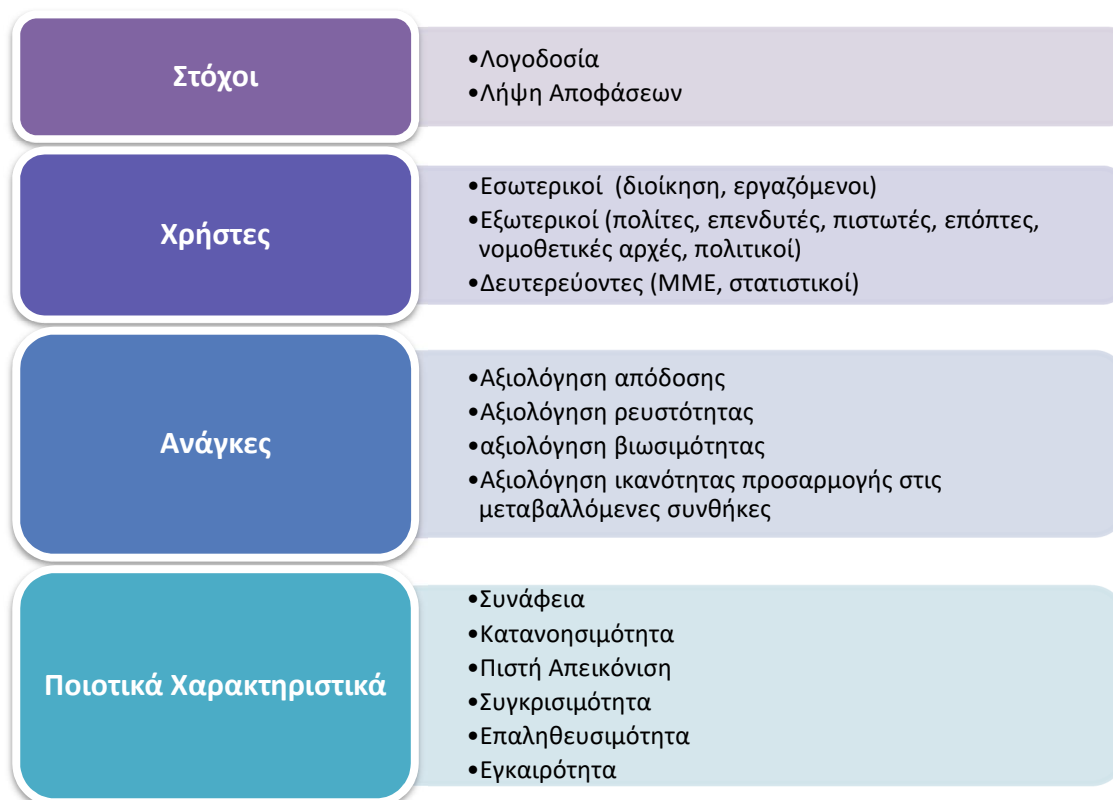 Στόχοι
•Λογοδοσία
•Λήψη Αποφάσεων
Χρήστες
•Εσωτερικοί (διοίκηση, εργαζόμενοι)
•Εξωτερικοί (πολίτες, επενδυτές, πιστωτές, επόπτες,
νομοθετικές αρχές, πολιτικοί)
•Δευτερεύοντες (ΜΜΕ, στατιστικοί)
Ανάγκες
•Αξιολόγηση απόδοσης
•Αξιολόγηση ρευστότητας
•αξιολόγηση βιωσιμότητας
•Αξιολόγηση ικανότητας προσαρμογής στις
μεταβαλλόμενες συνθήκες
Ποιοτικά Χαρακτηριστικά
•Συνάφεια
•Κατανοησιμότητα
•Πιστή Απεικόνιση
•Συγκρισιμότητα
•Επαληθευσιμότητα
•Εγκαιρότητα